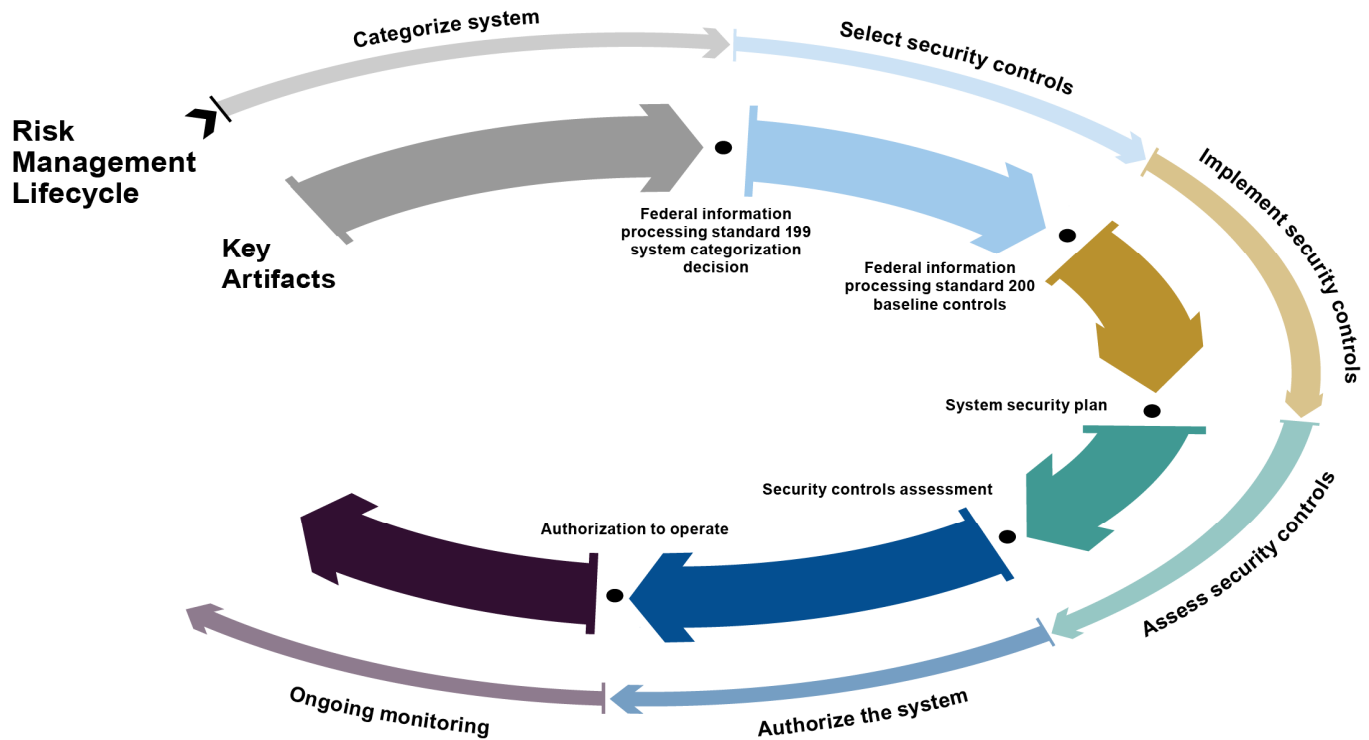 Categorize system
Select security controls
Risk
Management
Lifecycle
Implement security controls
Key
Artifacts
Federal information
processing standard 199
system categorization
decision
Federal information
processing standard 200
baseline controls
System security plan
Security controls assessment
Authorization to operate
Assess security controls
Ongoing monitoring
Authorize the system